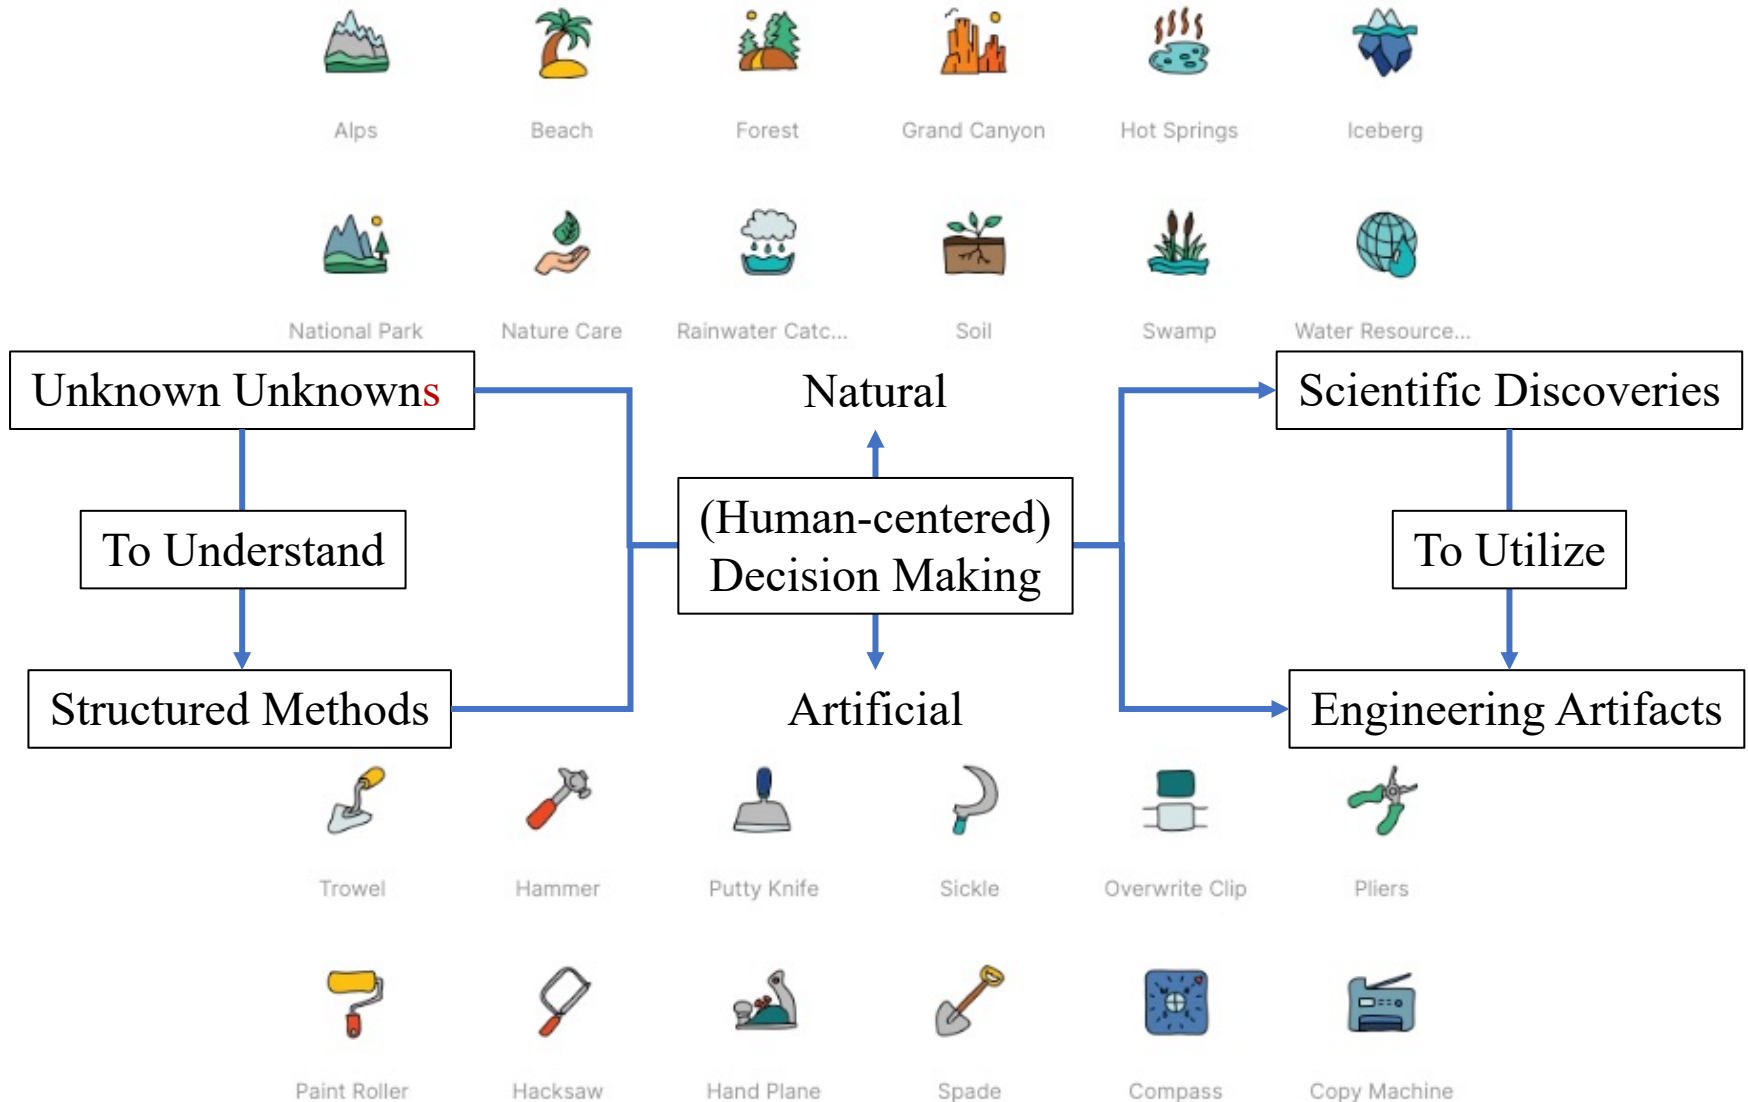 Alps
Beach
Forest
Grand Canyon
Hot Springs
Iceberg
National Park
Nature Care
Rainwater Catc...
Soil
Swamp
Water Resource...
Unknown Unknowns
Natural
Scientific Discoveries
To Understand
(Human-centered)
Decision Making
To Utilize
Structured Methods
Artificial
Engineering Artifacts
Trowel
Hammer
Putty Knife
Sickle
Overwrite Clip
Pliers
Paint Roller
Hacksaw
Hand Plane
Spade
Compass
Copy Machine